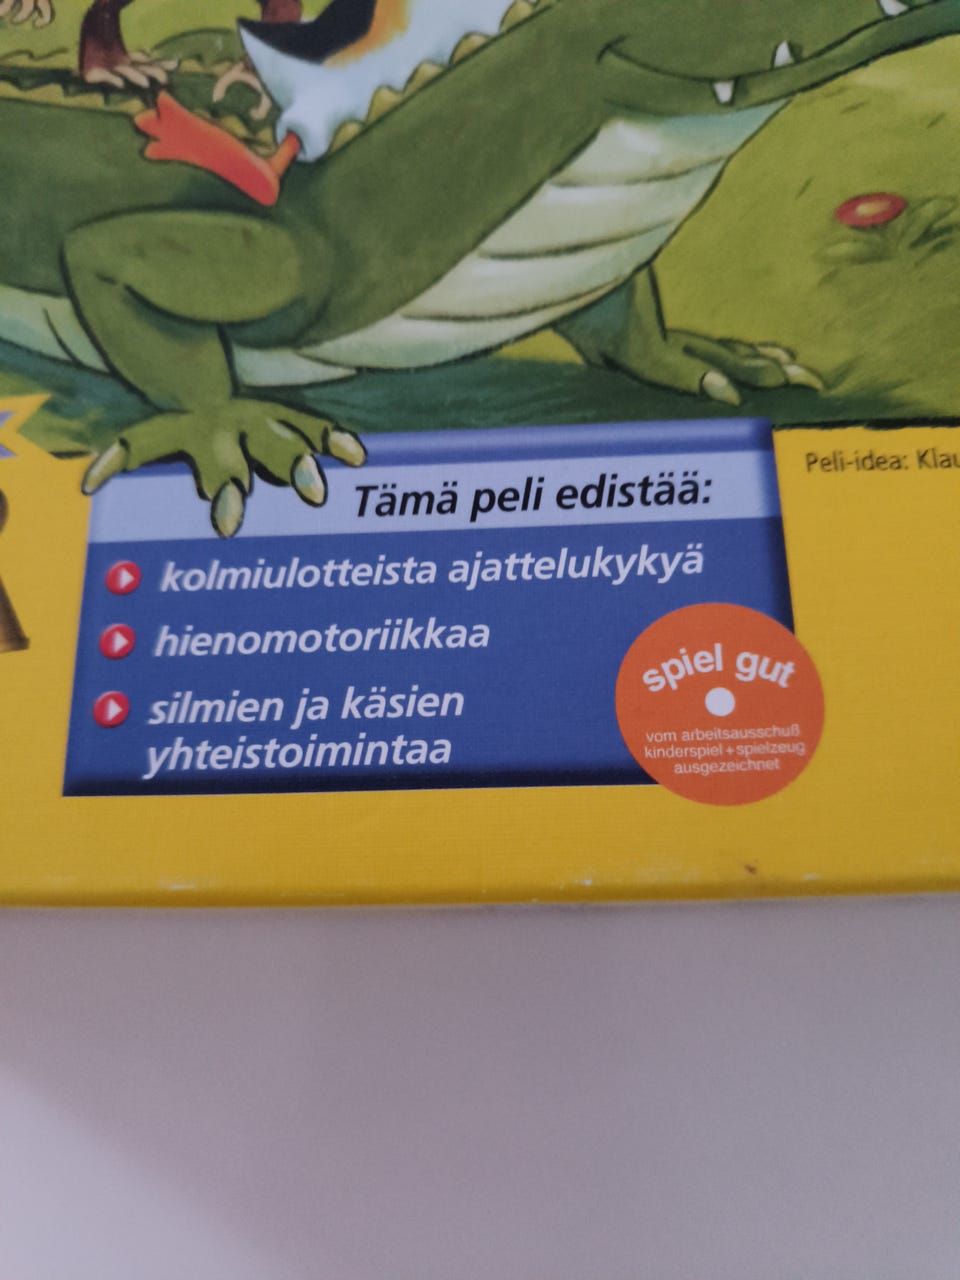 Peli-idea:
Tämä peli edistää:
kolmiulotteista ajattelukykyä
hienomotoriikkaa
silmien ja käsien
yhteistoimintaa
spiel gut
vom arbeitsausschuß
kinderspiel + spielzeug
ausgezeichnet